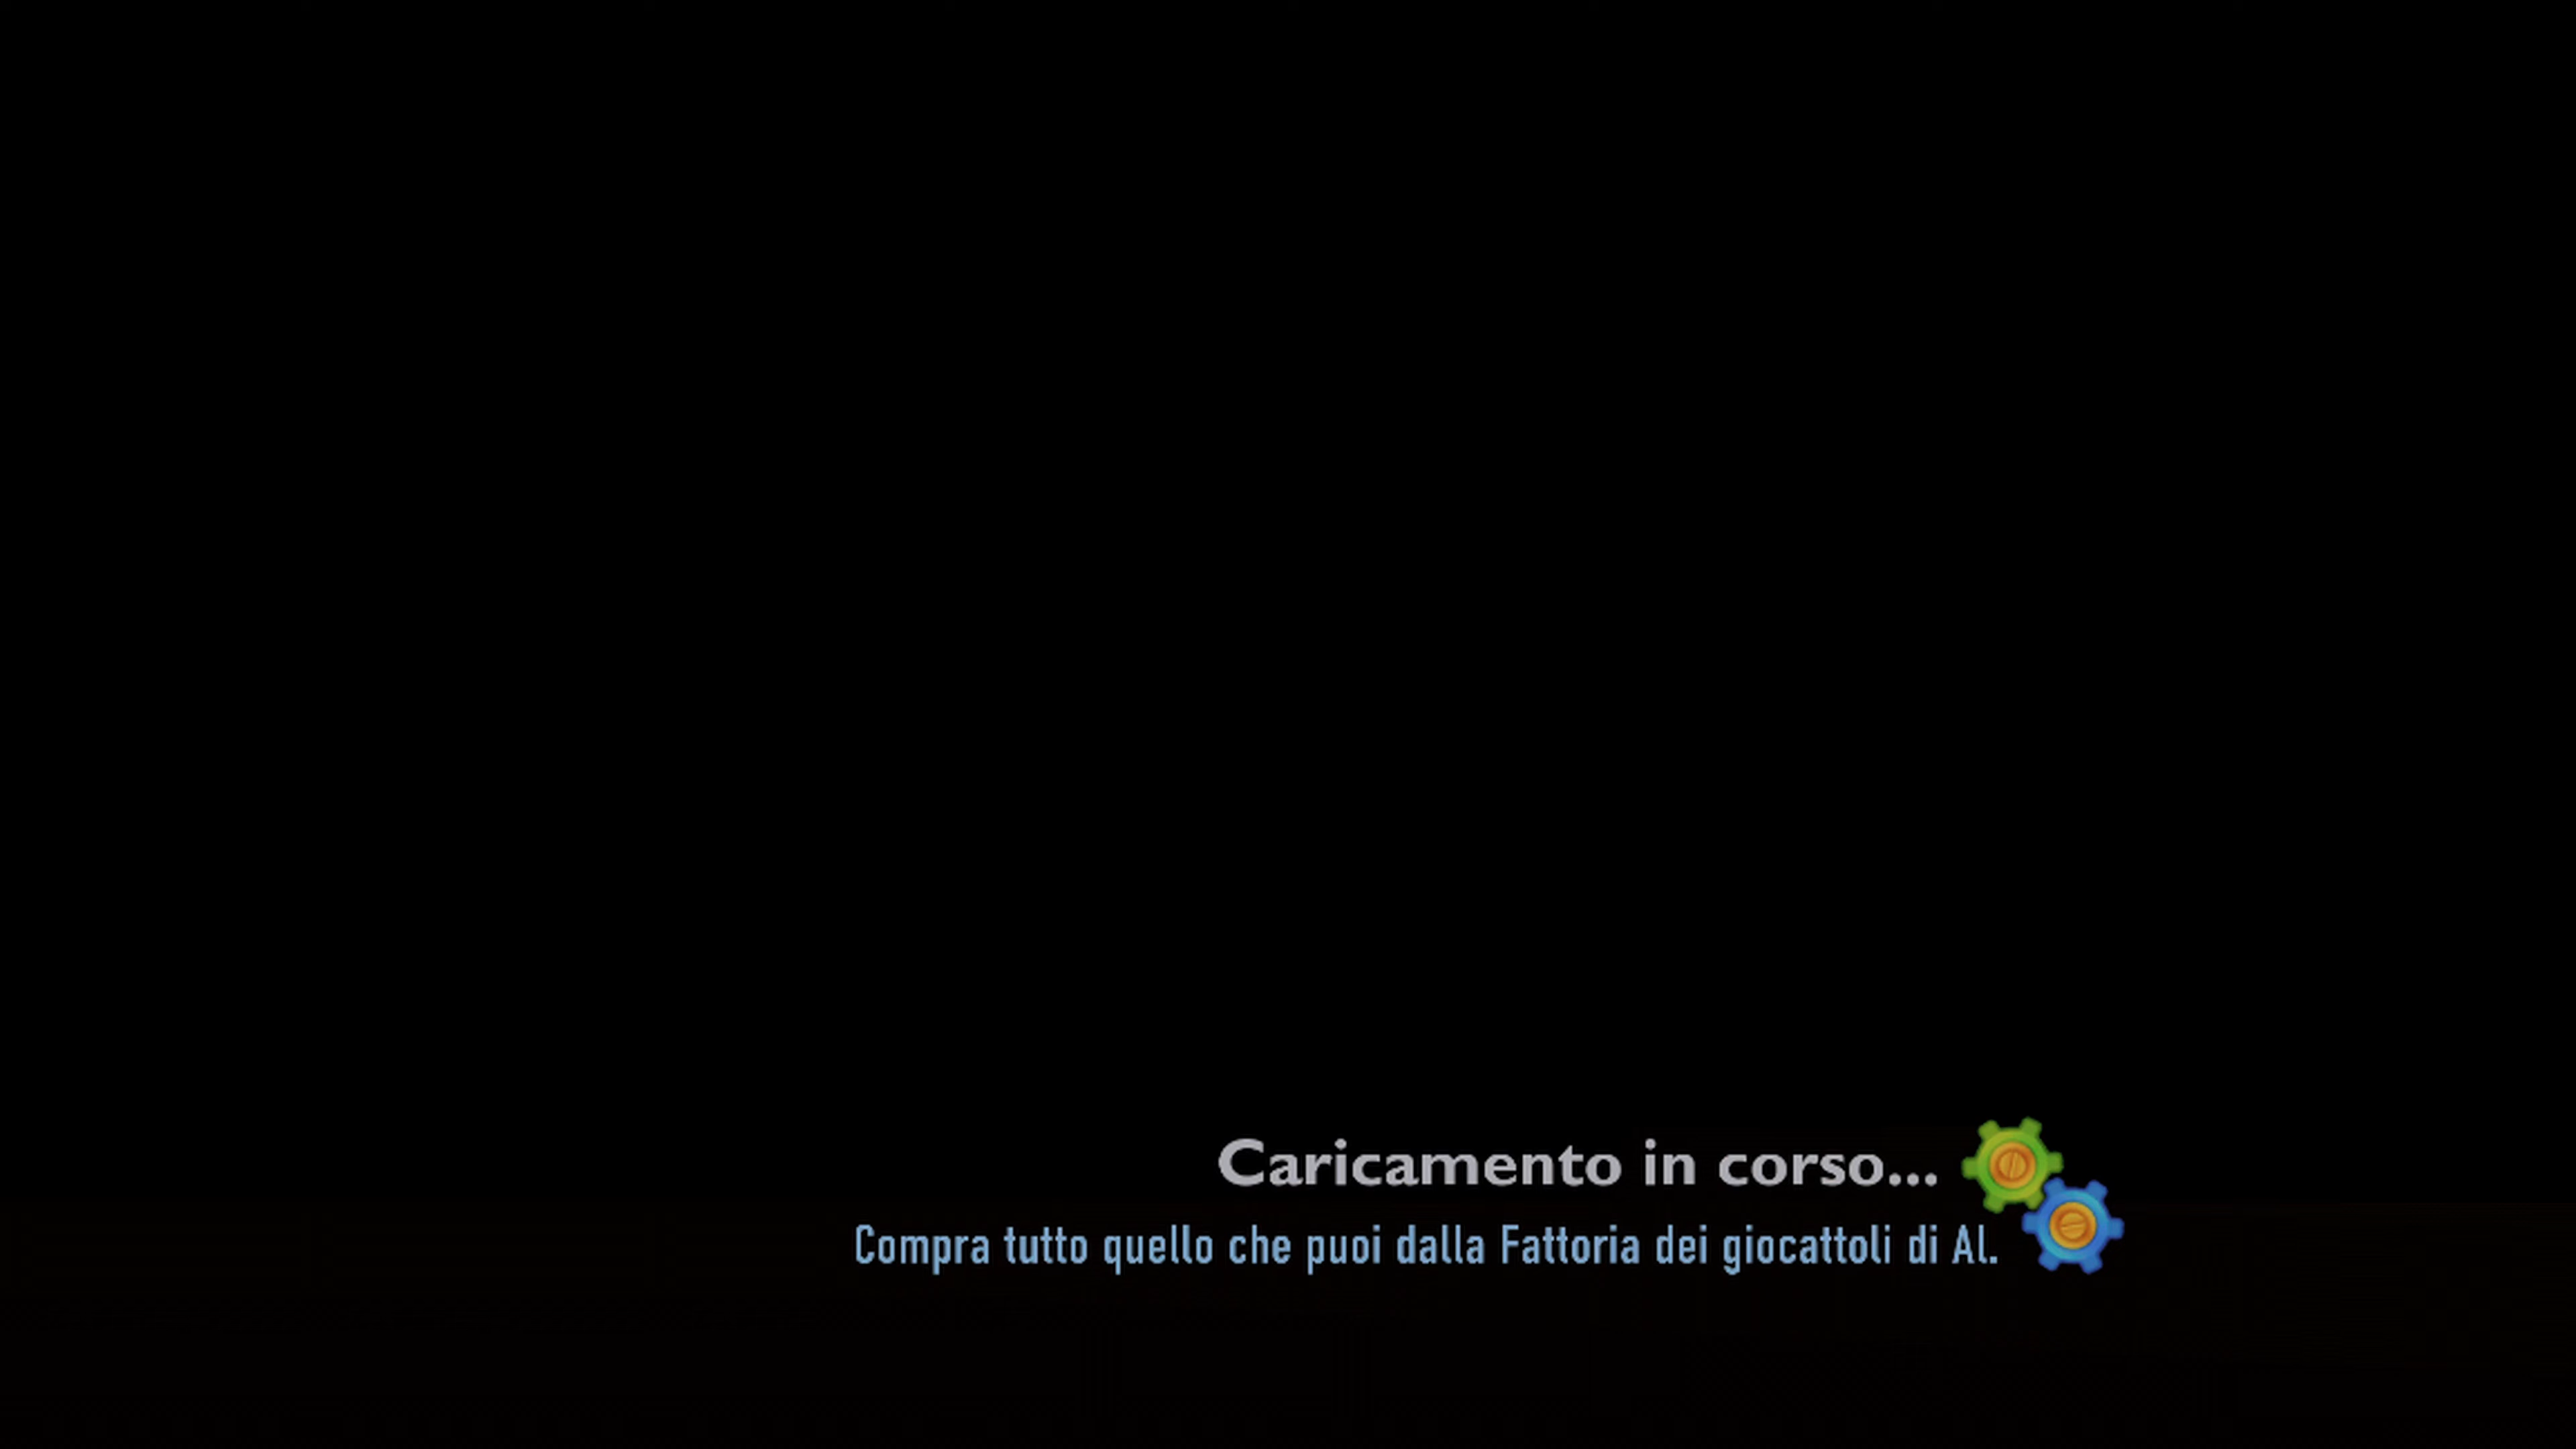 Caricamento in corso...
Compra tutto quello che puoi dalla Fattoria dei giocattoli di Al.